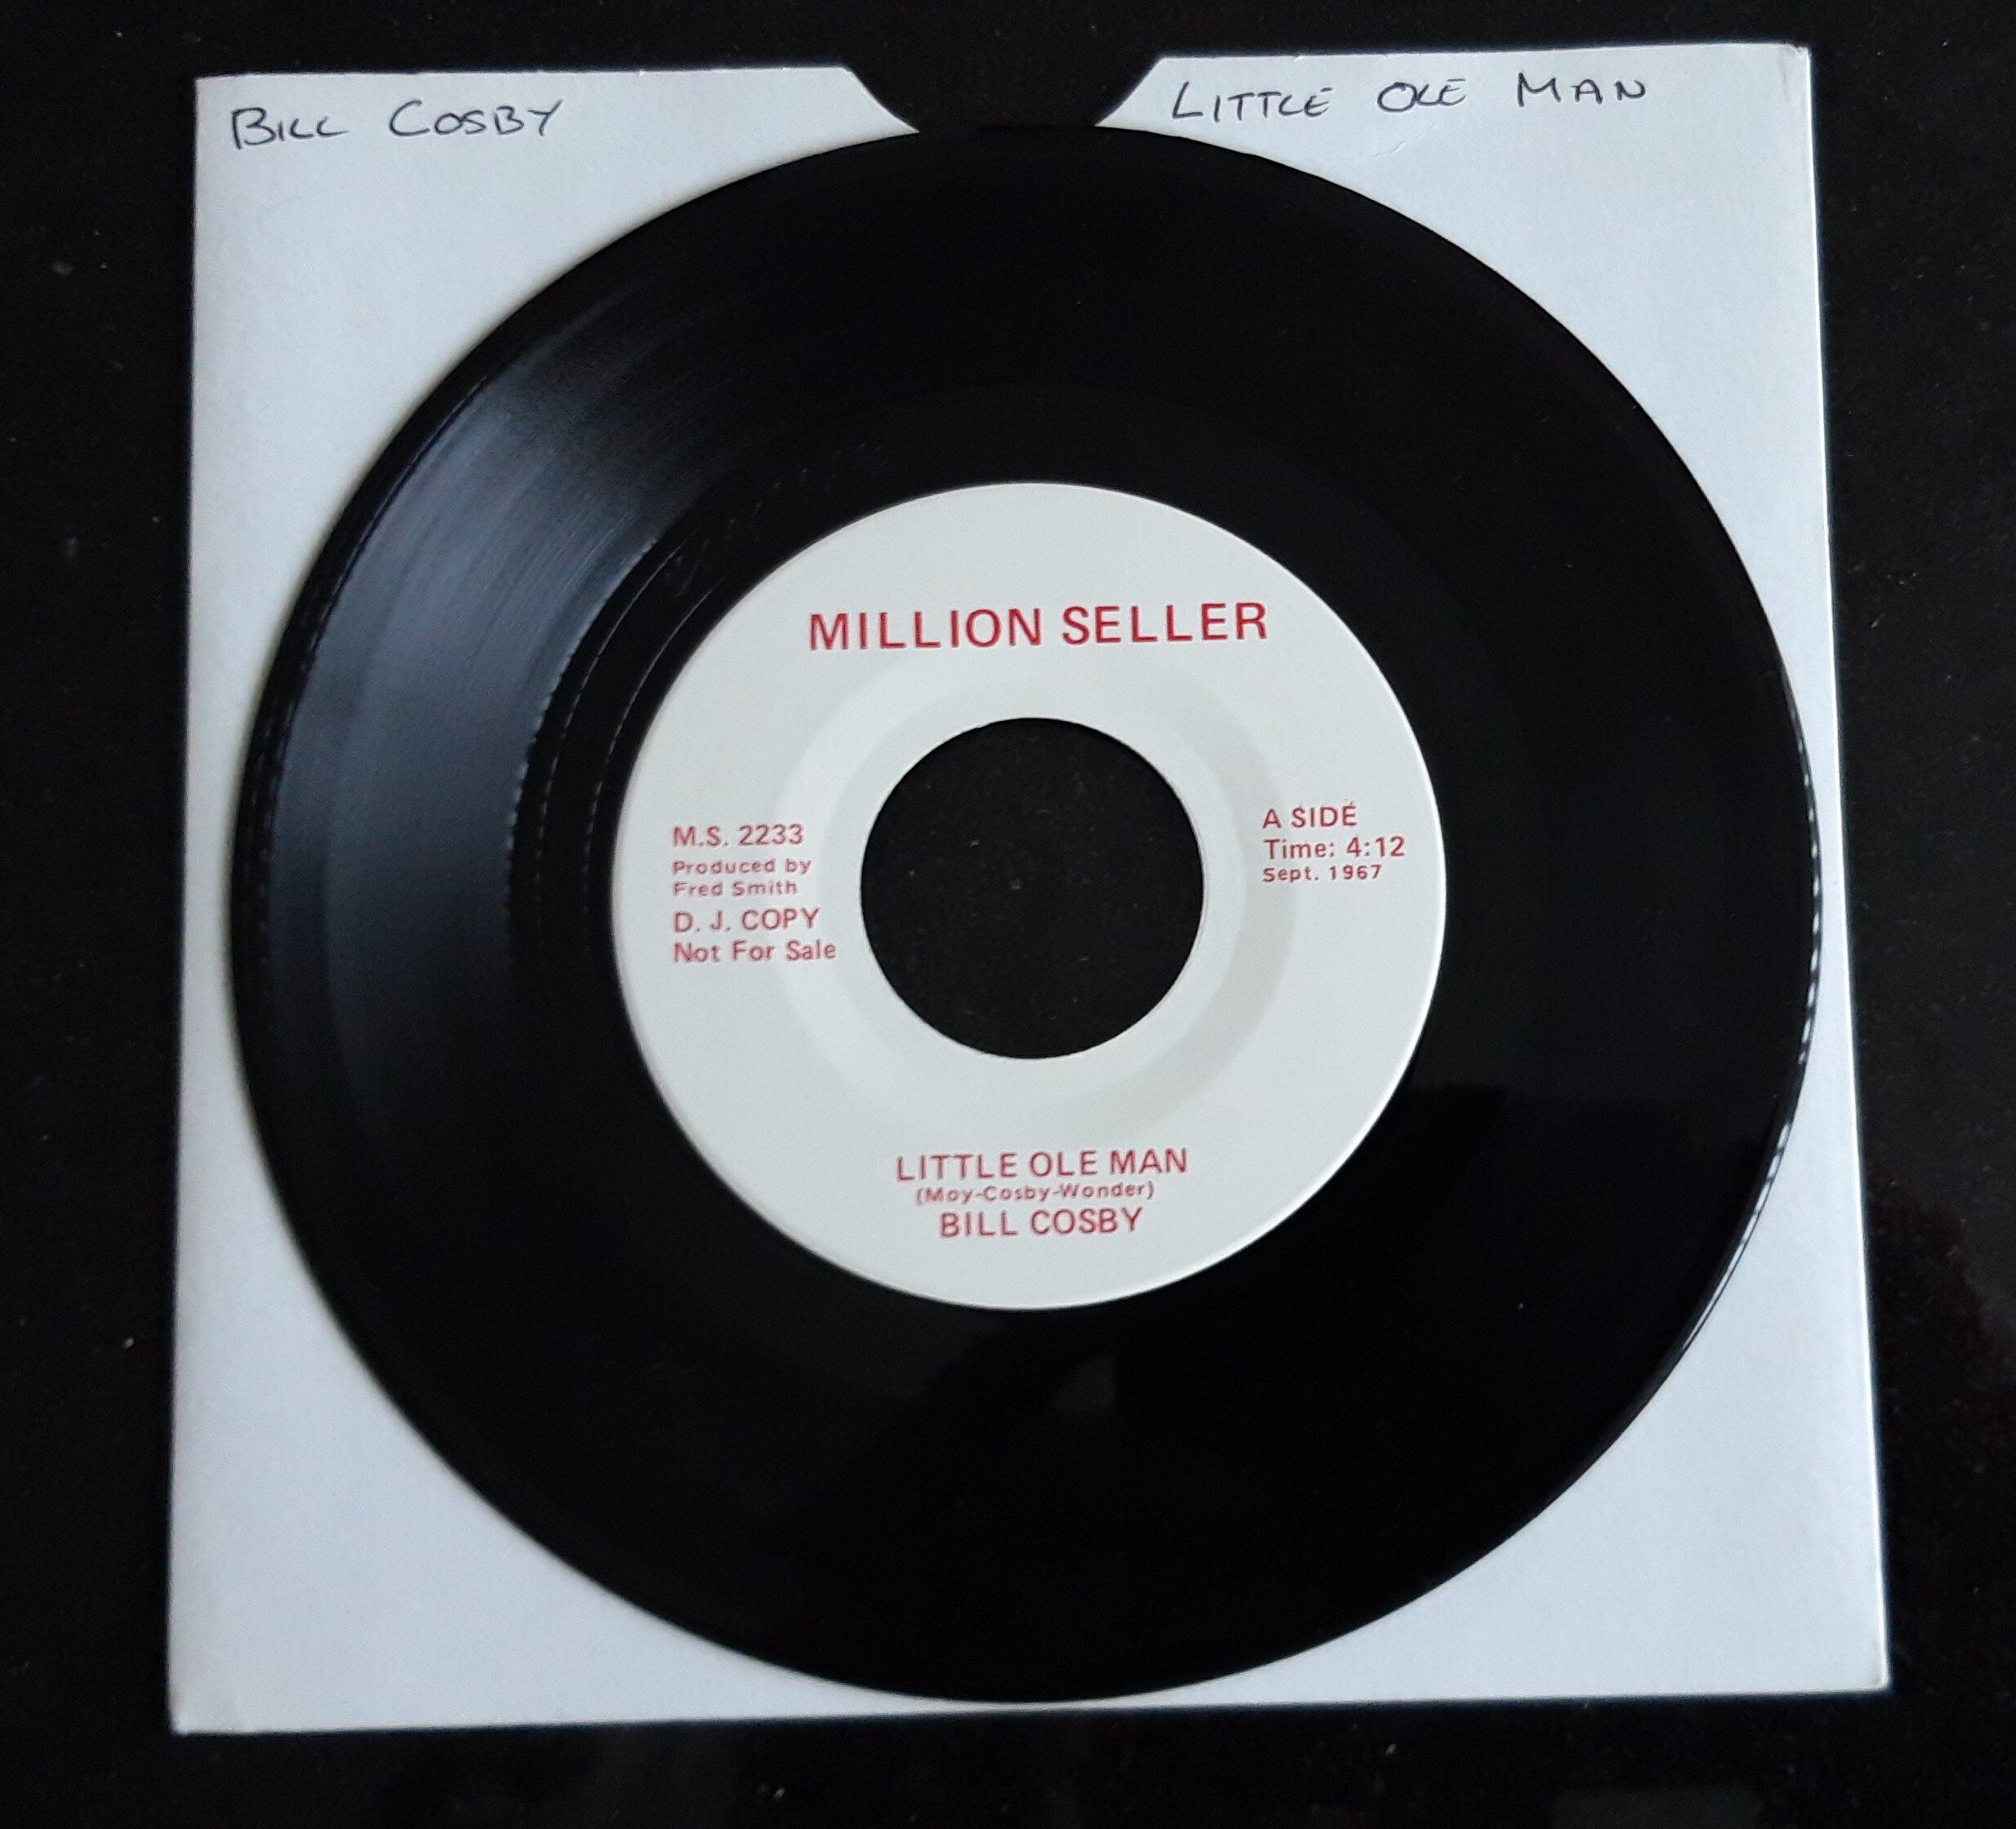 BILL COSBY
LITTLE OLE MAN
MILLION SELLER
M.S. 2233
Produced by
Fred Smith
D. J. COPY
Not For Sale
A SIDE
Time: 4:12
Sept. 1967
LITTLE OLE MAN
(Moy-Cosby-Wonder)
BILL COSBY